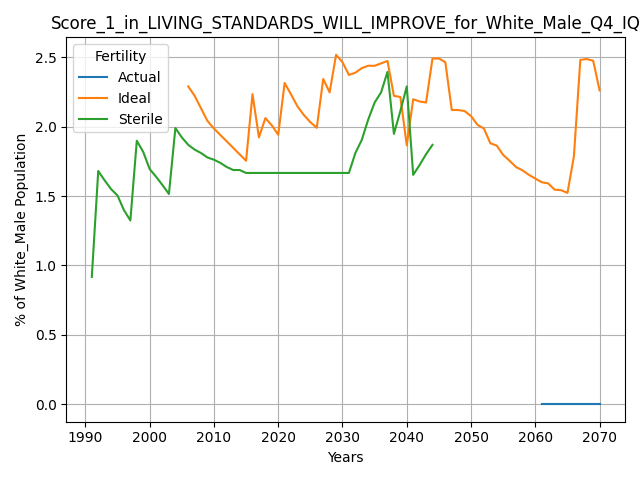 Score_1_in_LIVING_STANDARDS_WILL_IMPROVE_for_White_Male_Q4_IQ
Fertility
Actual
Ideal
Sterile
% of White_Male Population
2.5
2.0
1.5
1.0
0.5
0.0
1990 2000 2010 2020 2030 2040 2050 2060 2070
Years